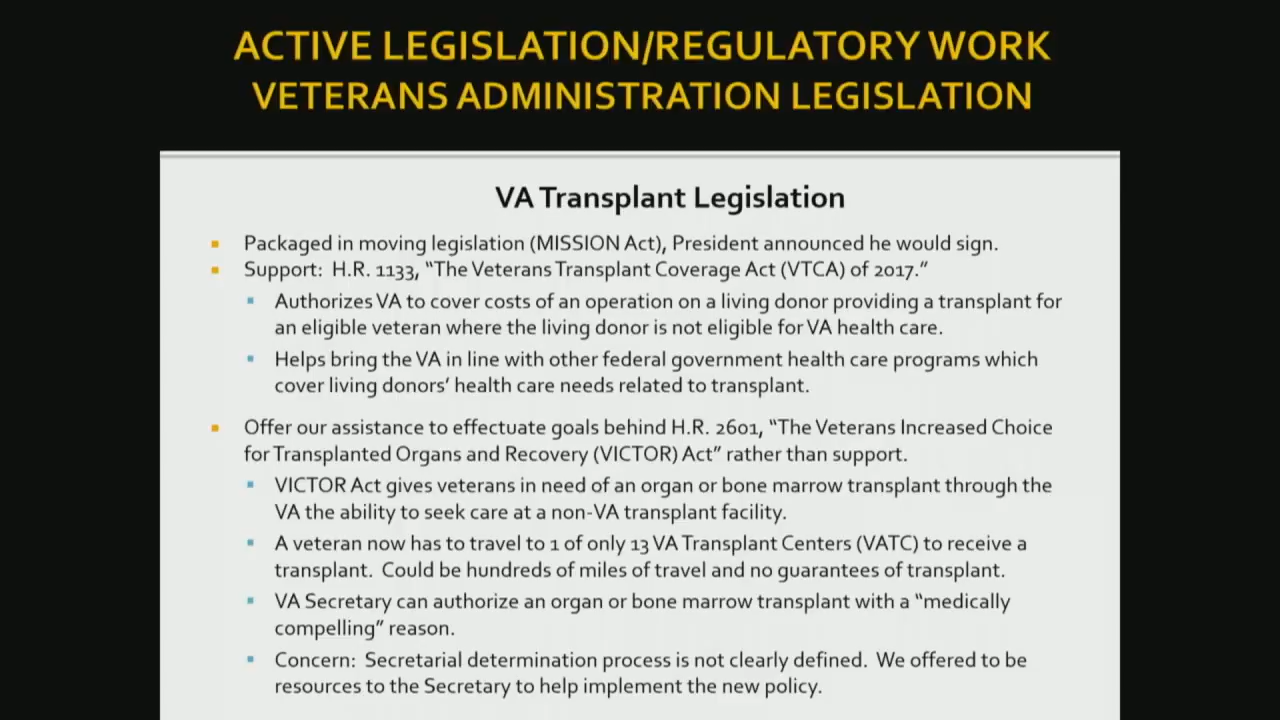 ACTIVE LEGISLATION/REGULATORY WORK
VETERANS ADMINISTRATION LEGISLATION
VA Transplant Legislation
Packaged in moving legislation (MISSION Act), President announced he would sign.
Support: H.R. 1133, “The Veterans Transplant Coverage Act (VTCA) of 2017.”
Authorizes VA to cover costs of an operation on a living donor providing a transplant for
an eligible veteran where the living donor is not eligible for VA health care.
Helps bring the VA in line with other federal government health care programs which
cover living donors’ health care needs related to transplant.
Offer our assistance to effectuate goals behind H.R. 2601, “The Veterans Increased Choice
for Transplanted Organs and Recovery (VICTOR) Act” rather than support.
VICTOR Act gives veterans in need of an organ or bone marrow transplant through the
VA the ability to seek care at a non-VA transplant facility.
A veteran now has to travel to 1 of only 13 VA Transplant Centers (VATC) to receive a
transplant. Could be hundreds of miles of travel and no guarantees of transplant.
VA Secretary can authorize an organ or bone marrow transplant with a “medically
compelling” reason.
Concern: Secretarial determination process is not clearly defined. We offered to be
resources to the Secretary to help implement the new policy.